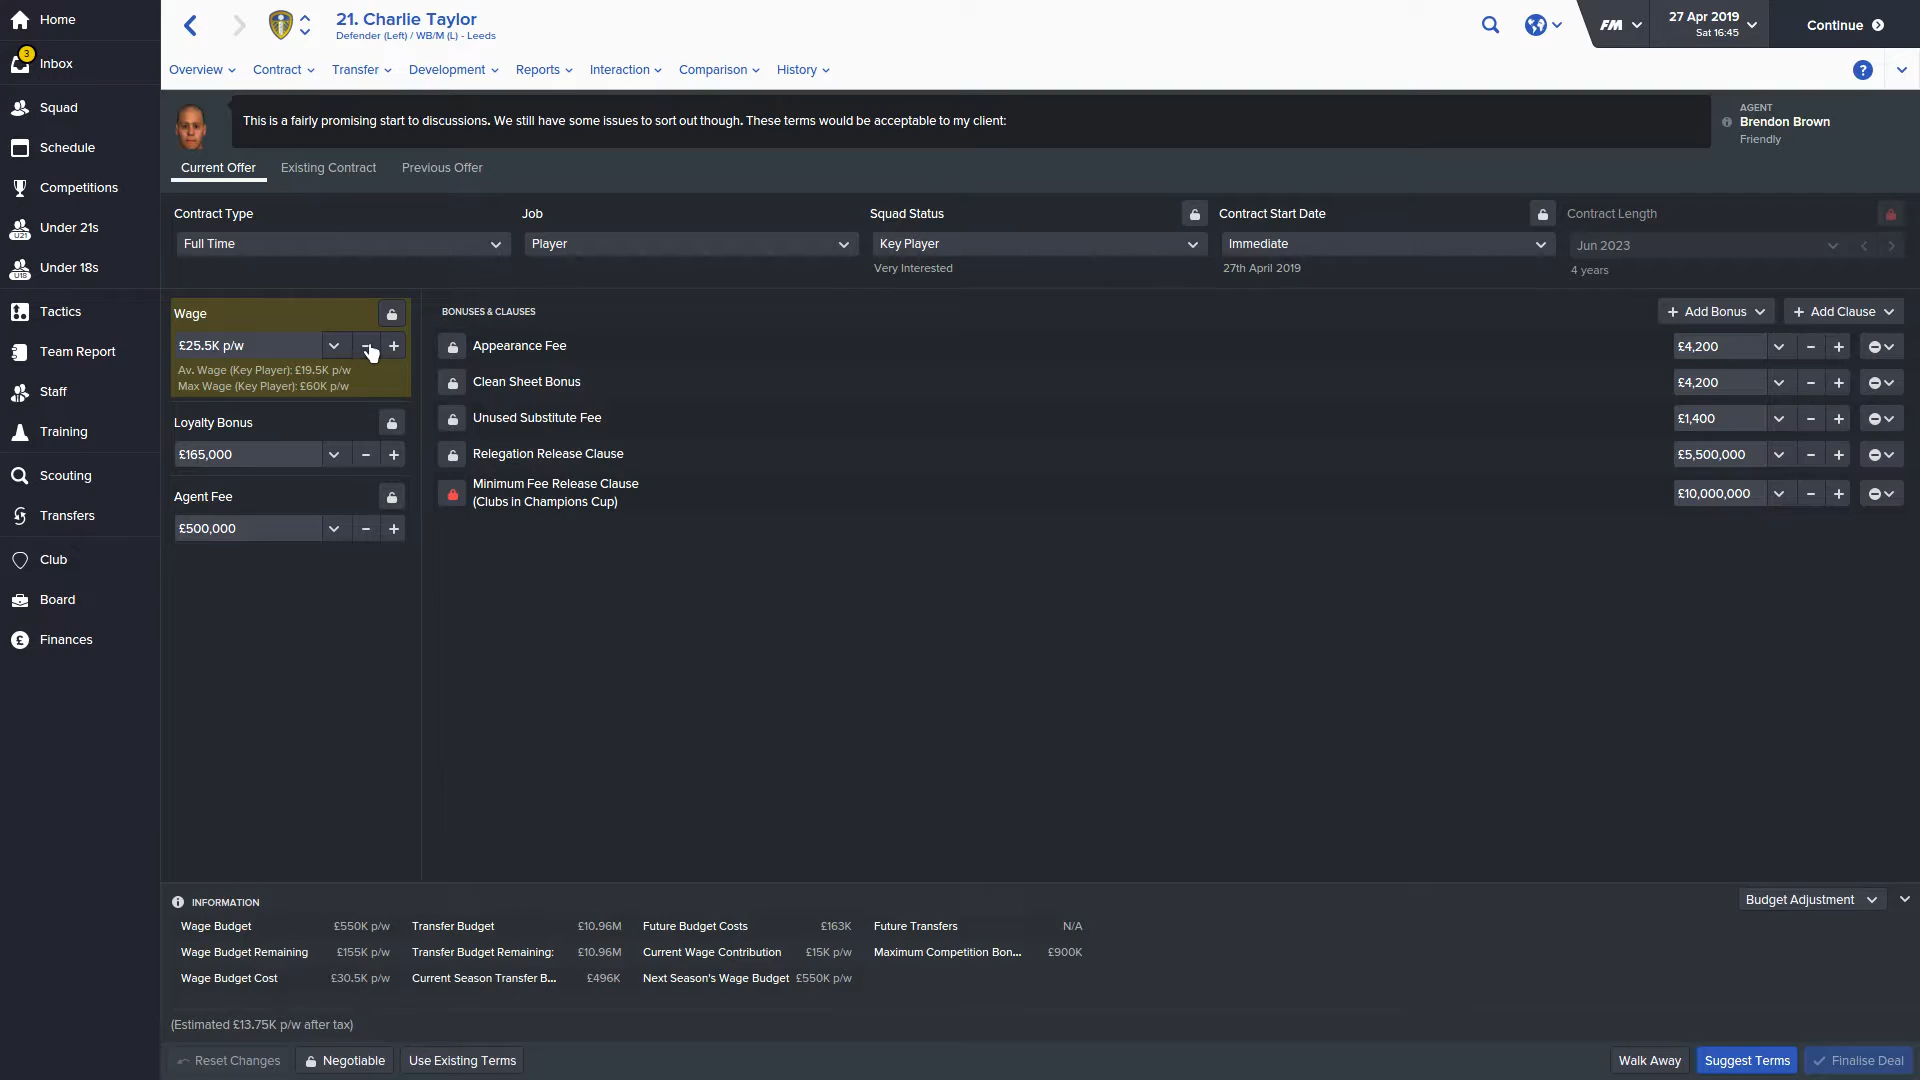 Home
21. Charlie Taylor
Defender (Left) / WB/M (L) - Leeds
FM
27 Apr 2019
Sat 16:45
Continue
3
Inbox
Overview
Contract
Transfer
Development
Reports
Interaction
Comparison
History
?
Squad
Schedule
Competitions
U21
Under 21s
U18
Under 18s
Tactics
Team Report
Staff
Training
Scouting
Transfers
Club
Board
Finances
This is a fairly promising start to discussions. We still have some issues to sort out though. These terms would be acceptable to my client:
AGENT
Brendon Brown
Friendly
Current Offer
Existing Contract
Previous Offer
Contract Type
Full Time
Job
Player
Squad Status
Key Player
Very Interested
Contract Start Date
Immediate
27th April 2019
Contract Length
Jun 2023
4 years
Wage
£25.5K p/w
Av. Wage (Key Player): £19.5K p/w
Max Wage (Key Player): £60K p/w
Loyalty Bonus
£165,000
Agent Fee
£500,000
BONUSES & CLAUSES
+ Add Bonus
+ Add Clause
Appearance Fee £4,200
Clean Sheet Bonus £4,200
Unused Substitute Fee £1,400
Relegation Release Clause £5,500,000
Minimum Fee Release Clause
(Clubs in Champions Cup) £10,000,000
INFORMATION
Budget Adjustment
Wage Budget £550K p/w
Transfer Budget £10.96M
Future Budget Costs £163K
Future Transfers N/A
Wage Budget Remaining £155K p/w
Transfer Budget Remaining: £10.96M
Current Wage Contribution £15K p/w
Maximum Competition Bon... £900K
Wage Budget Cost £30.5K p/w
Current Season Transfer B... £496K
Next Season's Wage Budget £550K p/w
(Estimated £13.75K p/w after tax)
Reset Changes
Negotiable
Use Existing Terms
Walk Away
Suggest Terms
Finalise Deal